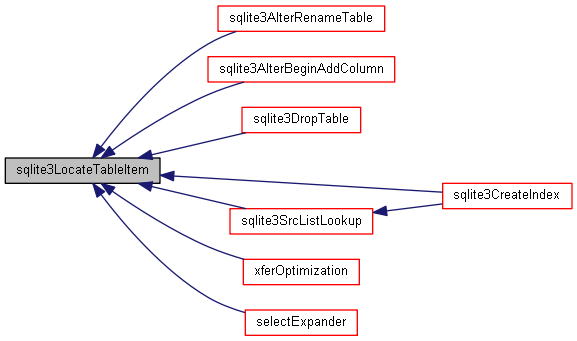 sqlite3AlterRenameTable
sqlite3AlterBeginAddColumn
sqlite3DropTable
sqlite3LocateTableItem
sqlite3CreateIndex
sqlite3SrcListLookup
xferOptimization
selectExpander